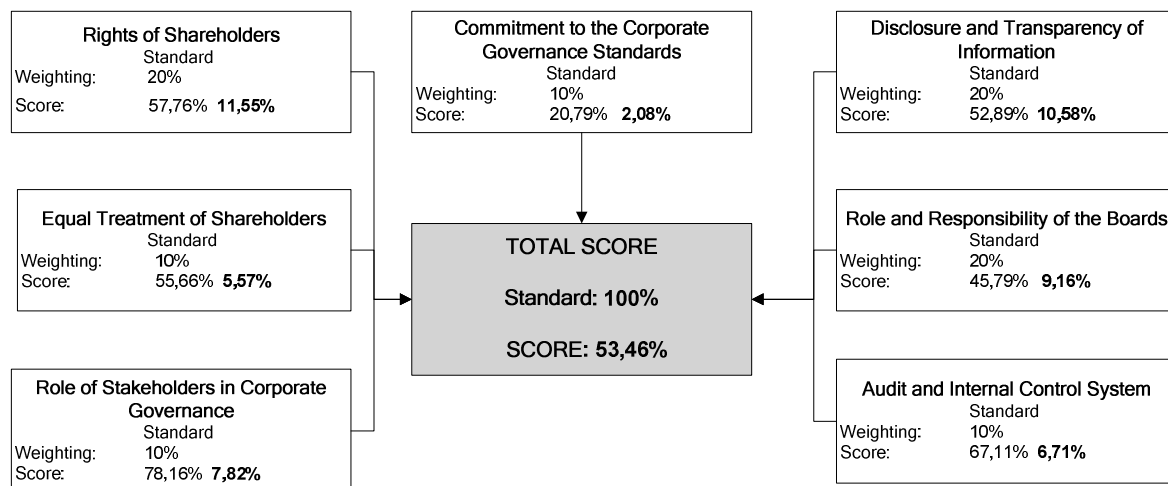 Rights of Shareholders
Standard
Weighting: 20%
Score: 57,76% 11,55%
Equal Treatment of Shareholders
Standard
Weighting: 10%
Score: 55,66% 5,57%
Role of Stakeholders in Corporate
Governance
Standard
Weighting: 10%
Score: 78,16% 7,82%
Commitment to the Corporate
Governance Standards
Standard
Weighting: 10%
Score: 20,79% 2,08%
TOTAL SCORE
Standard: 100%
SCORE: 53,46%
Disclosure and Transparency of
Information
Standard
Weighting: 20%
Score: 52,89% 10,58%
Role and Responsibility of the Boards
Standard
Weighting: 20%
Score: 45,79% 9,16%
Audit and Internal Control System
Standard
Weighting: 10%
Score: 67,11% 6,71%